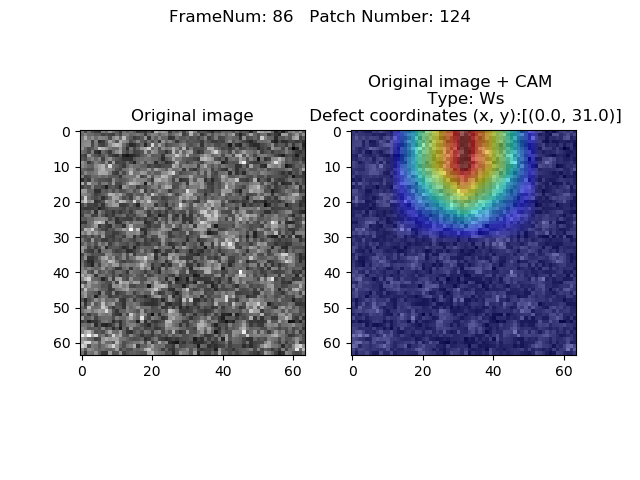 FrameNum: 86   Patch Number: 124
Original image
Original image + CAM
Type: Ws
Defect coordinates (x, y):[(0.0, 31.0)]
0
10
20
30
40
50
60
0 20 40 60
0
10
20
30
40
50
60
0 20 40 60